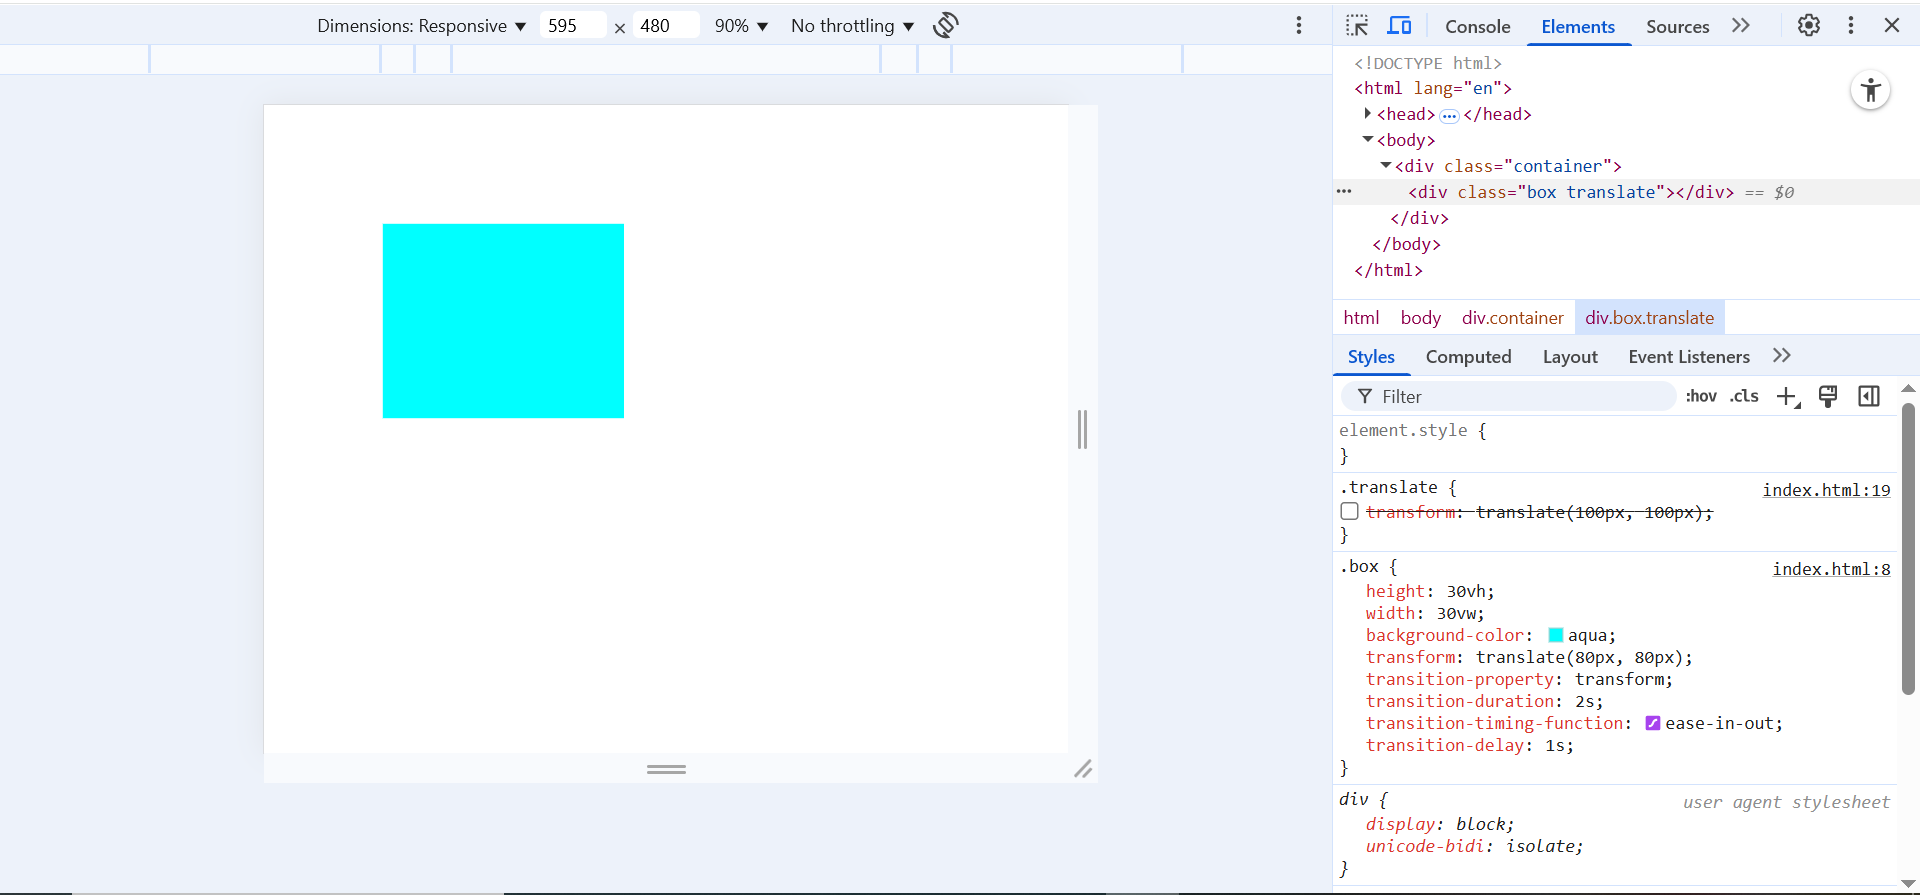 Dimensions: Responsive ▼ 595 × 480 90% ▼ No throttling ▼
Console Elements Sources
<!DOCTYPE html>
<html lang="en">
<head> ••• </head>
<body>
<div class="container">
••• <div class="box translate"></div> == $0
</div>
</body>
</html>
html body div.container div.box.translate
Styles Computed Layout Event Listeners
Filter :hov .cls
element.style {
}
.translate { index.html:19
transform: translate(100px, 100px);
}
.box { index.html:8
height: 30vh;
width: 30vw;
background-color: aqua;
transform: translate(80px, 80px);
transition-property: transform;
transition-duration: 2s;
transition-timing-function: ease-in-out;
transition-delay: 1s;
}
div { user agent stylesheet
display: block;
unicode-bidi: isolate;
}